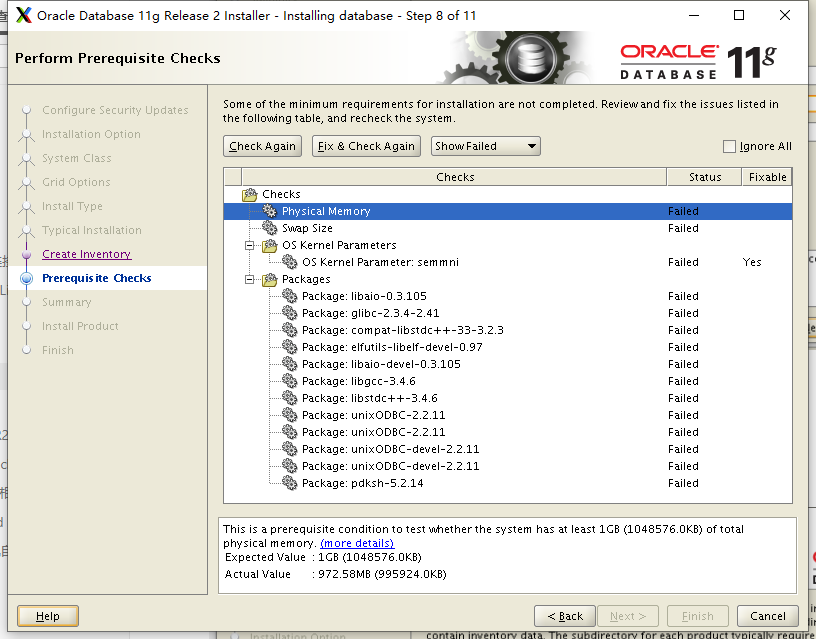 Oracle Database 11g Release 2 Installer - Installing database - Step 8 of 11
Perform Prerequisite Checks
ORACLE
DATABASE 11g
Configure Security Updates
Installation Option
System Class
Grid Options
Install Type
Typical Installation
Create Inventory
Prerequisite Checks
Summary
Install Product
Finish
Some of the minimum requirements for installation are not completed. Review and fix the issues listed in
the following table, and recheck the system.
Check Again Fix & Check Again Show Failed Ignore All
Checks Status Fixable
Checks
Physical Memory Failed
Swap Size Failed
OS Kernel Parameters
OS Kernel Parameter: semmni Failed Yes
Packages
Package: libaio-0.3.105 Failed
Package: glibc-2.3.4-2.41 Failed
Package: compat-libstdc++-33-3.2.3 Failed
Package: elfutils-libelf-devel-0.97 Failed
Package: libaio-devel-0.3.105 Failed
Package: libgcc-3.4.6 Failed
Package: libstdc++-3.4.6 Failed
Package: unixODBC-2.2.11 Failed
Package: unixODBC-2.2.11 Failed
Package: unixODBC-devel-2.2.11 Failed
Package: unixODBC-devel-2.2.11 Failed
Package: pdksh-5.2.14 Failed
This is a prerequisite condition to test whether the system has at least 1GB (1048576.0KB) of total
physical memory. (more details)
Expected Value : 1GB (1048576.0KB)
Actual Value : 972.58MB (995924.0KB)
Help < Back Next > Finish Cancel
Installation Option
contain inventory data. The subdirectory for each product typically require